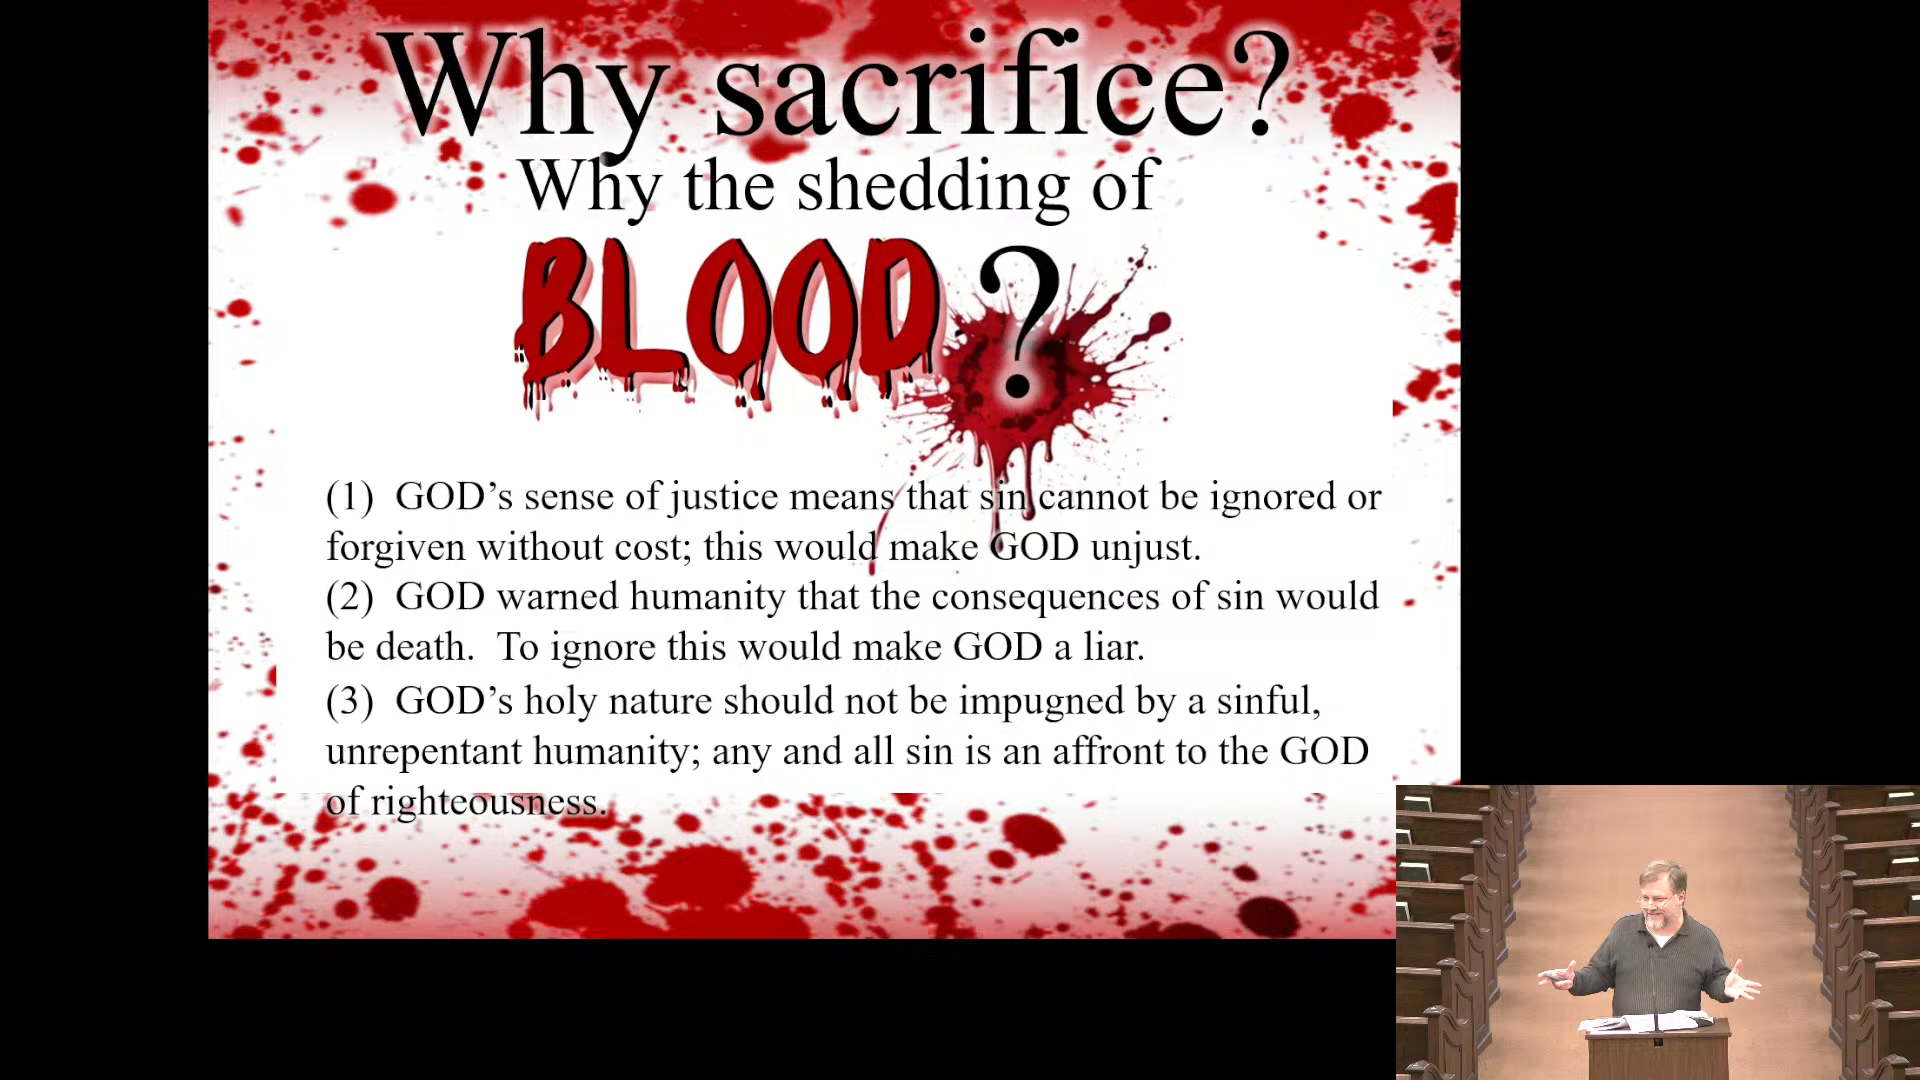 Why sacrifice?
Why the shedding of
BLOOD?
(1) GOD’s sense of justice means that sin cannot be ignored or
forgiven without cost; this would make GOD unjust.
(2) GOD warned humanity that the consequences of sin would
be death. To ignore this would make GOD a liar.
(3) GOD’s holy nature should not be impugned by a sinful,
unrepentant humanity; any and all sin is an affront to the GOD
of righteousness.